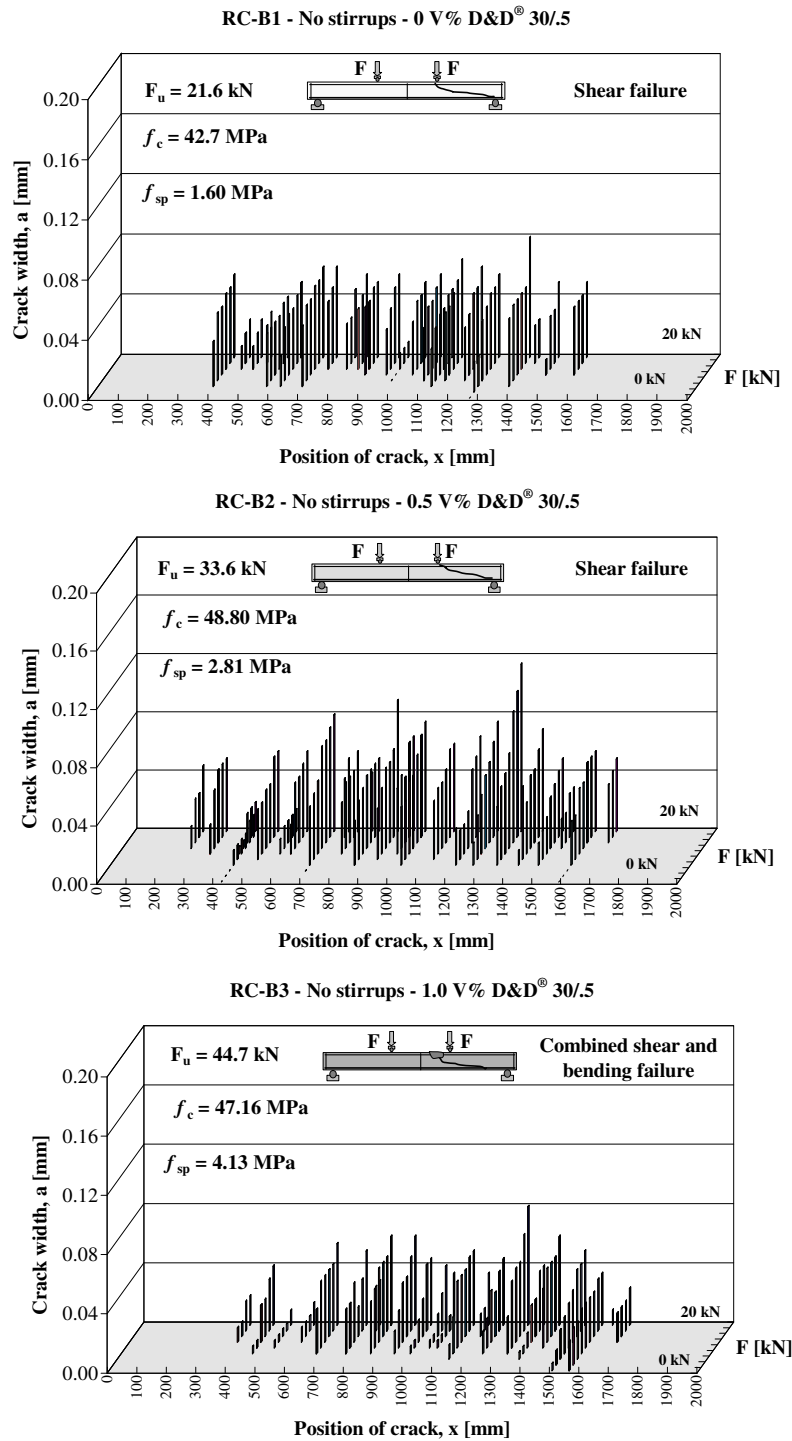 RC-B1 - No stirrups - 0 V% D&D® 30/.5
F F
Fu = 21.6 kN
Shear failure
fc = 42.7 MPa
fsp = 1.60 MPa
Crack width, a [mm]
0.20
0.16
0.12
0.08
0.04
0.00
20 kN
0 kN
F [kN]
0 100 200 300 400 500 600 700 800 900 1000 1100 1200 1300 1400 1500 1600 1700 1800 1900 2000
Position of crack, x [mm]
RC-B2 - No stirrups - 0.5 V% D&D® 30/.5
F F
Fu = 33.6 kN
Shear failure
fc = 48.80 MPa
fsp = 2.81 MPa
Crack width, a [mm]
0.20
0.16
0.12
0.08
0.04
0.00
20 kN
0 kN
F [kN]
0 100 200 300 400 500 600 700 800 900 1000 1100 1200 1300 1400 1500 1600 1700 1800 1900 2000
Position of crack, x [mm]
RC-B3 - No stirrups - 1.0 V% D&D® 30/.5
F F
Fu = 44.7 kN
Combined shear and
bending failure
fc = 47.16 MPa
fsp = 4.13 MPa
Crack width, a [mm]
0.20
0.16
0.12
0.08
0.04
0.00
20 kN
0 kN
F [kN]
0 100 200 300 400 500 600 700 800 900 1000 1100 1200 1300 1400 1500 1600 1700 1800 1900 2000
Position of crack, x [mm]